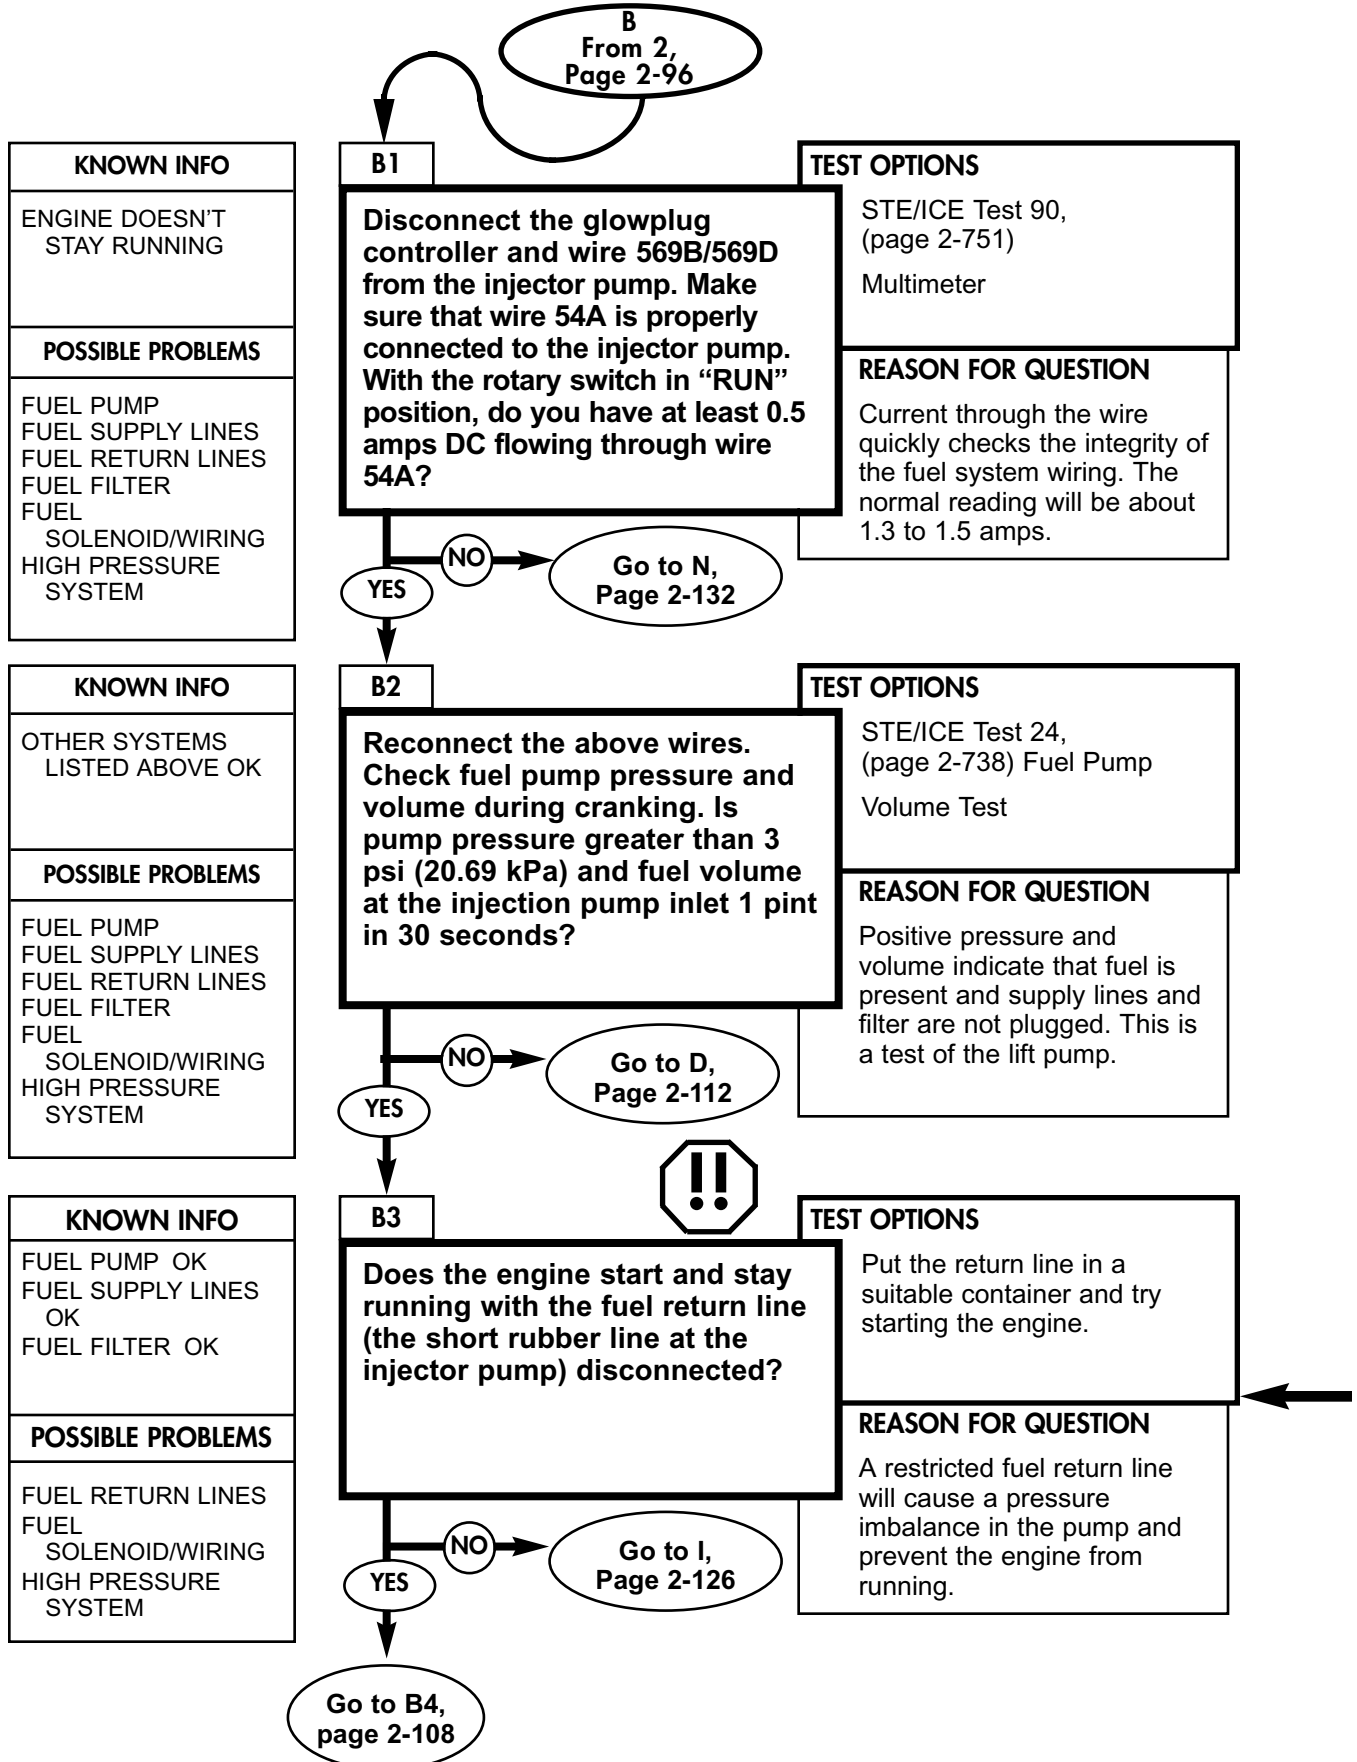 B
From 2,
Page 2-96
KNOWN INFO
ENGINE DOESN'T
STAY RUNNING
POSSIBLE PROBLEMS
FUEL PUMP
FUEL SUPPLY LINES
FUEL RETURN LINES
FUEL FILTER
FUEL
SOLENOID/WIRING
HIGH PRESSURE
SYSTEM
B1
Disconnect the glowplug
controller and wire 569B/569D
from the injector pump. Make
sure that wire 54A is properly
connected to the injector pump.
With the rotary switch in “RUN”
position, do you have at least 0.5
amps DC flowing through wire
54A?
TEST OPTIONS
STE/ICE Test 90,
(page 2-751)
Multimeter
REASON FOR QUESTION
Current through the wire
quickly checks the integrity of
the fuel system wiring. The
normal reading will be about
1.3 to 1.5 amps.
NO
Go to N,
Page 2-132
YES
KNOWN INFO
OTHER SYSTEMS
LISTED ABOVE OK
POSSIBLE PROBLEMS
FUEL PUMP
FUEL SUPPLY LINES
FUEL RETURN LINES
FUEL FILTER
FUEL
SOLENOID/WIRING
HIGH PRESSURE
SYSTEM
B2
Reconnect the above wires.
Check fuel pump pressure and
volume during cranking. Is
pump pressure greater than 3
psi (20.69 kPa) and fuel volume
at the injection pump inlet 1 pint
in 30 seconds?
TEST OPTIONS
STE/ICE Test 24,
(page 2-738) Fuel Pump
Volume Test
REASON FOR QUESTION
Positive pressure and
volume indicate that fuel is
present and supply lines and
filter are not plugged. This is
a test of the lift pump.
NO
Go to D,
Page 2-112
YES
!!
KNOWN INFO
FUEL PUMP OK
FUEL SUPPLY LINES
OK
FUEL FILTER OK
POSSIBLE PROBLEMS
FUEL RETURN LINES
FUEL
SOLENOID/WIRING
HIGH PRESSURE
SYSTEM
B3
Does the engine start and stay
running with the fuel return line
(the short rubber line at the
injector pump) disconnected?
TEST OPTIONS
Put the return line in a
suitable container and try
starting the engine.
REASON FOR QUESTION
A restricted fuel return line
will cause a pressure
imbalance in the pump and
prevent the engine from
running.
NO
Go to I,
Page 2-126
YES
Go to B4,
page 2-108